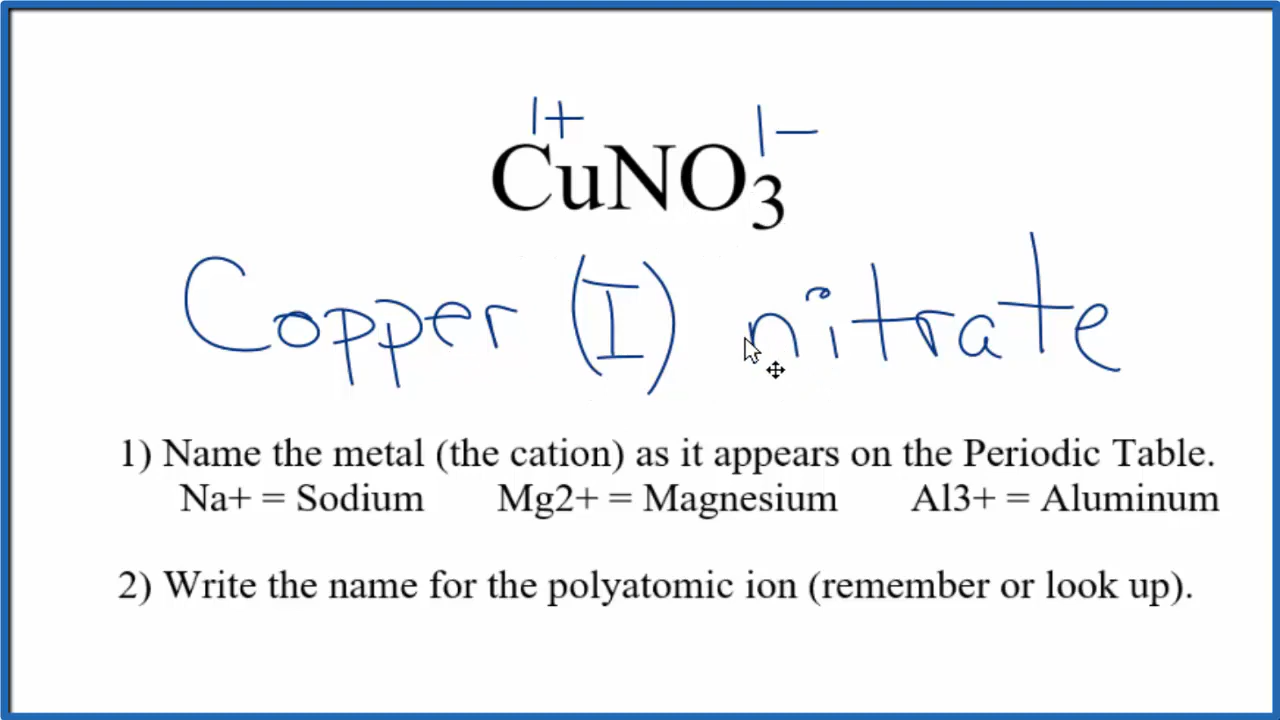 1+ 1−
CuNO₃
Copper (I) nitrate
1) Name the metal (the cation) as it appears on the Periodic Table.
Na+ = Sodium Mg2+ = Magnesium Al3+ = Aluminum
2) Write the name for the polyatomic ion (remember or look up).